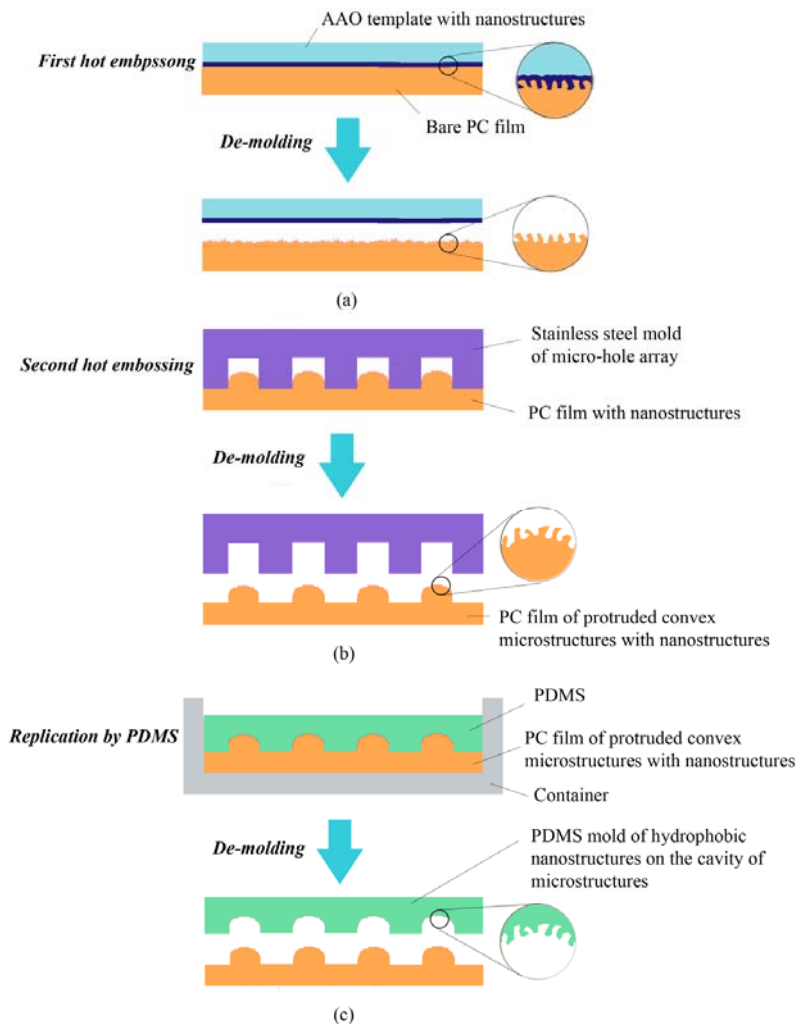 AAO template with nanostructures
First hot embpssong
Bare PC film
De-molding
(a)
Stainless steel mold
of micro-hole array
Second hot embossing
PC film with nanostructures
De-molding
PC film of protruded convex
microstructures with nanostructures
(b)
PDMS
Replication by PDMS
PC film of protruded convex
microstructures with nanostructures
Container
De-molding
PDMS mold of hydrophobic
nanostructures on the cavity of
microstructures
(c)